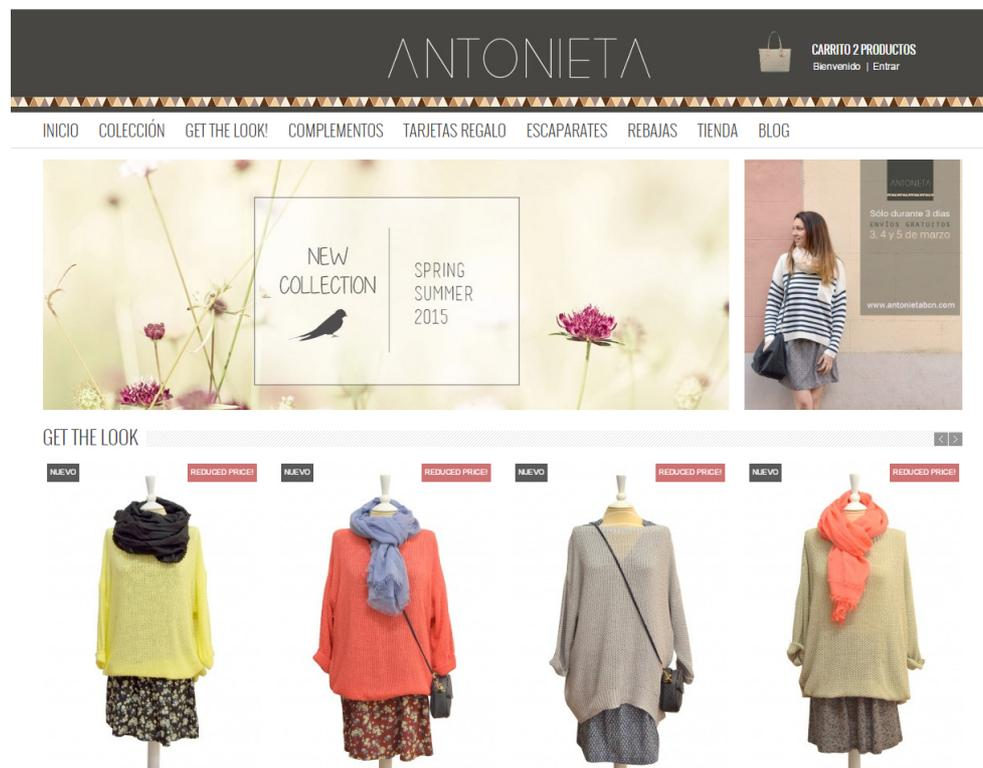 ANTONIETA
CARRITO 2 PRODUCTOS
Bienvenido | Entrar
INICIO COLECCIÓN GET THE LOOK! COMPLEMENTOS TARJETAS REGALO ESCAPARATES REBAJAS TIENDA BLOG
NEW
COLLECTION
SPRING
SUMMER
2015
ANTONIETA
Sólo durante 3 días
ENVÍOS GRATUITOS
3, 4 y 5 de marzo
www.antonietabcn.com
GET THE LOOK
NUEVO REDUCED PRICE! NUEVO REDUCED PRICE! NUEVO REDUCED PRICE! NUEVO REDUCED PRICE!